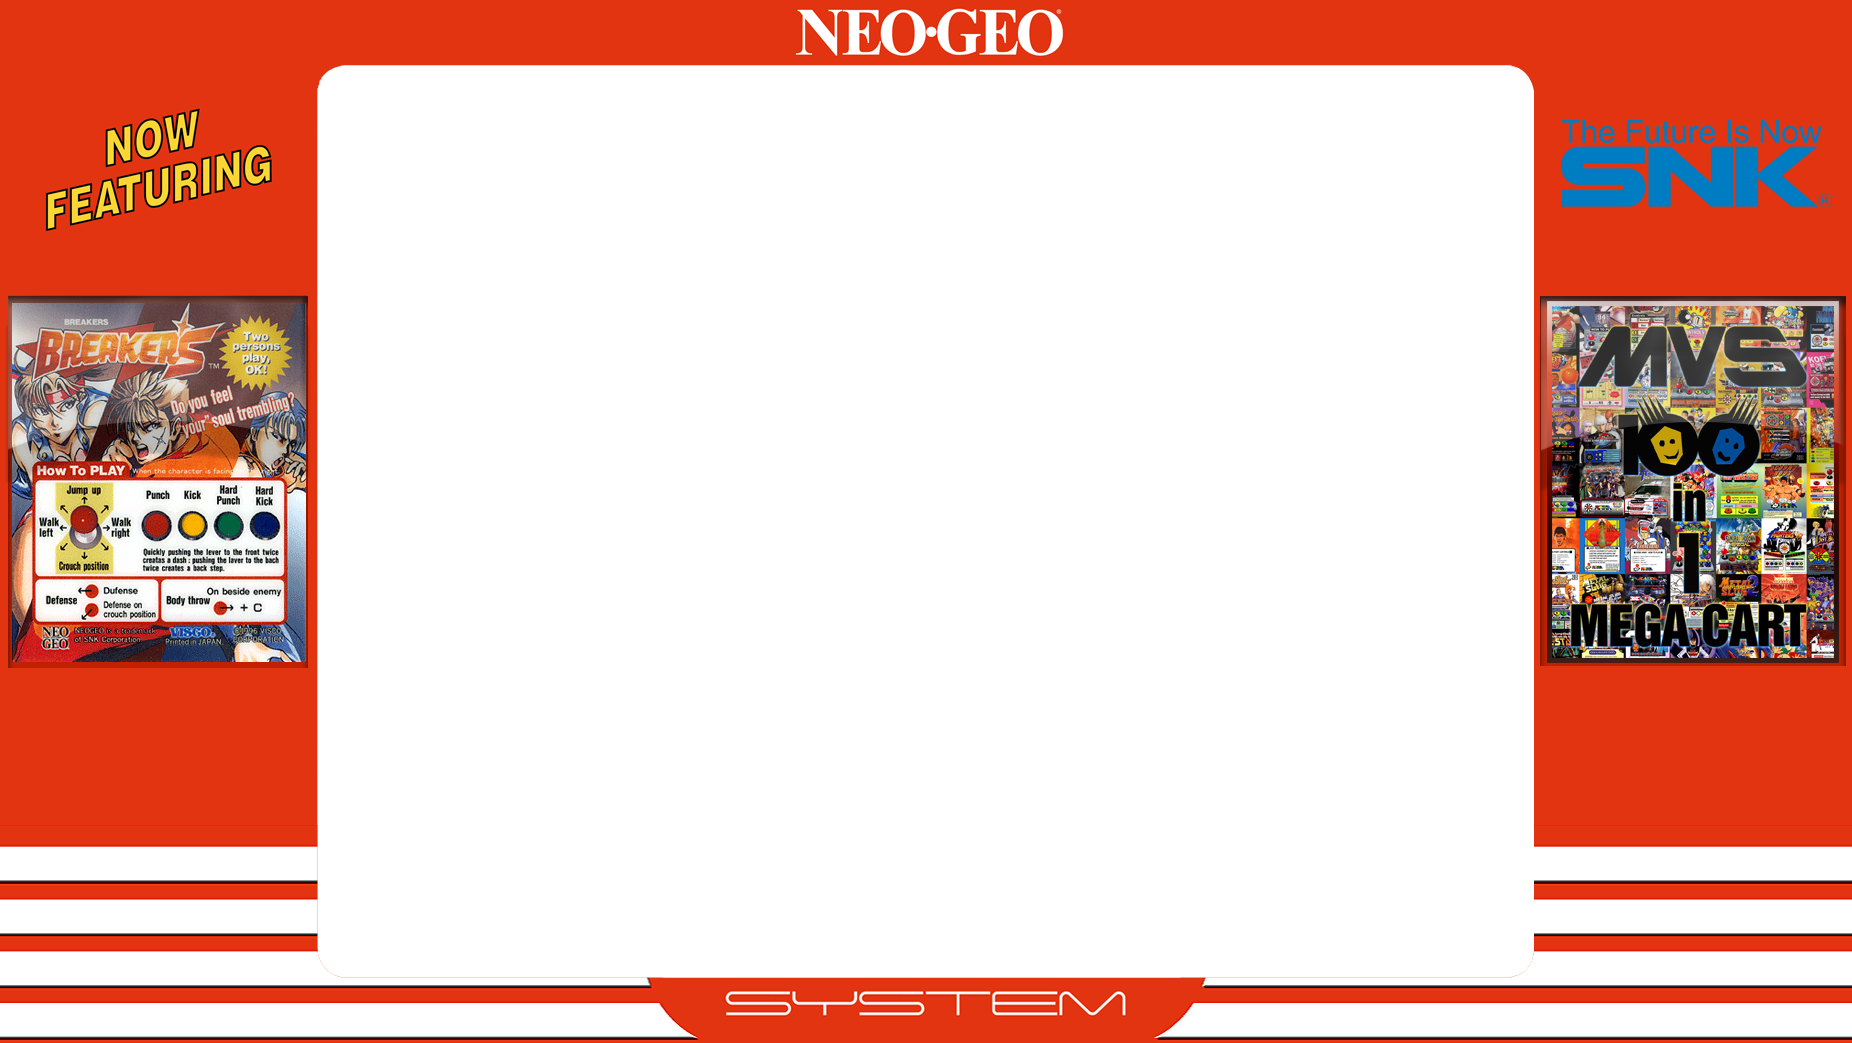 NEO•GEO®
NOW
FEATURING
The Future Is Now
SNK®
BREAKERS
BREAKERS™
Two
persons
play,
OK!
Do you feel
your "soul trembling?
How To PLAY
When the character is facing
Jump up
Walk
left
Walk
right
Crouch position
Punch
Kick
Hard
Punch
Hard
Kick
Quickly pushing the lever to the front twice
creates a dash : pushing the lever to the back
twice creates a back step.
Defense
Dufense
Defense on
crouch position
Body throw
On beside enemy
+ C
NEO
GEO
NEOGEO is a trademark
of SNK Corporation.
VISCO®
Printed in JAPAN.
©1996 VISCO
CORPORATION
MVS
100
in
1
MEGA CART
SYSTEM